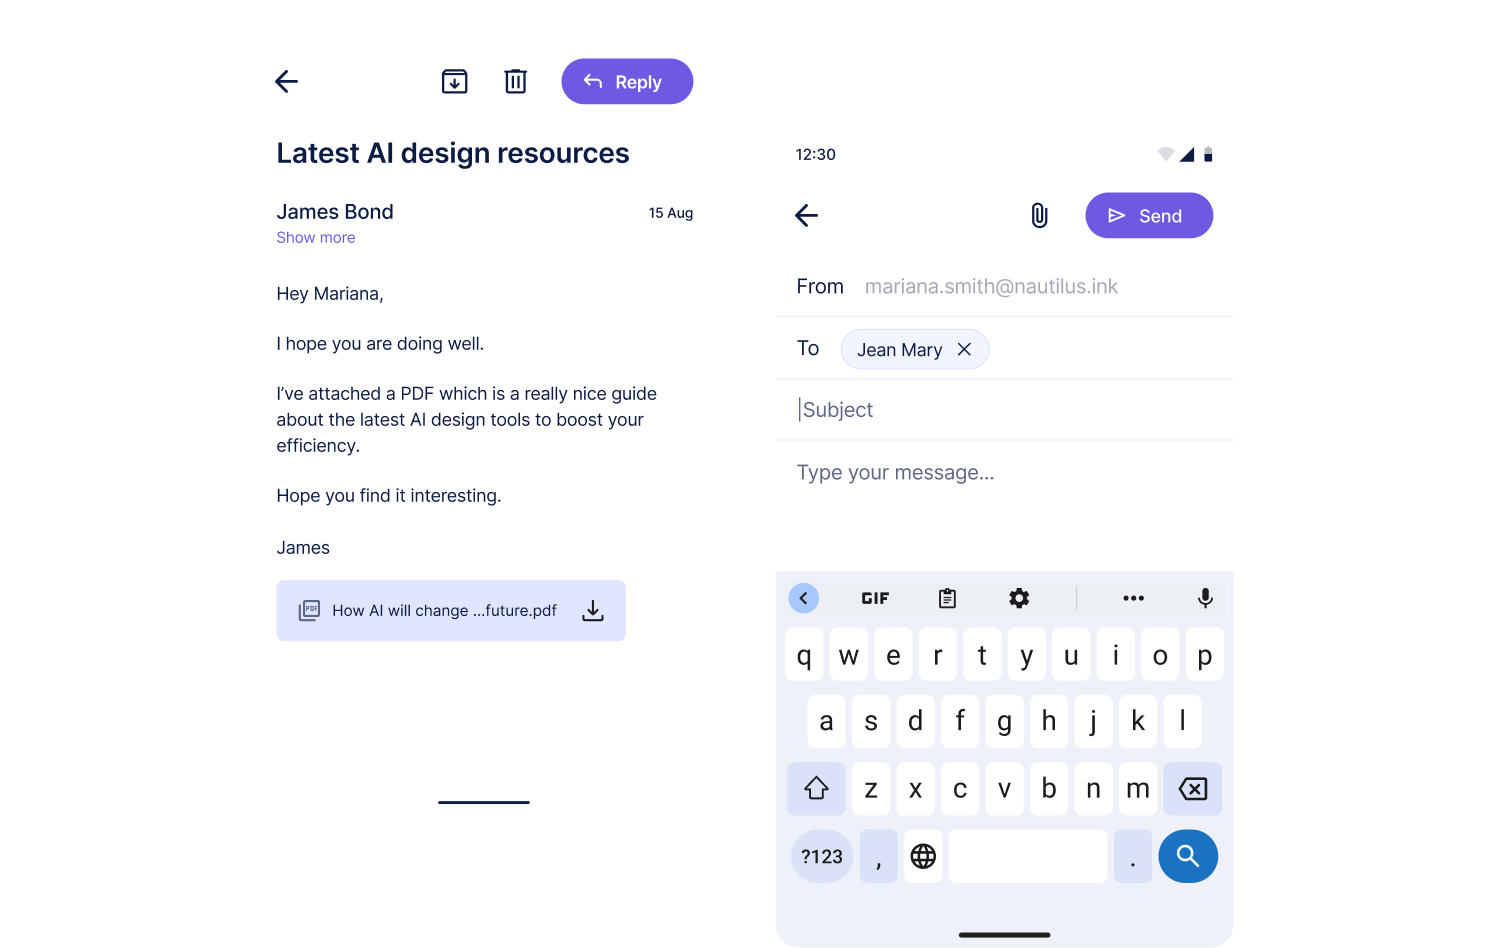 Reply
Latest AI design resources
James Bond
15 Aug
Show more
Hey Mariana,
I hope you are doing well.
I’ve attached a PDF which is a really nice guide
about the latest AI design tools to boost your
efficiency.
Hope you find it interesting.
James
PDF
How AI will change ...future.pdf
12:30
Send
From mariana.smith@nautilus.ink
To Jean Mary
Subject
Type your message...
GIF
q w e r t y u i o p
a s d f g h j k l
z x c v b n m
?123 , .